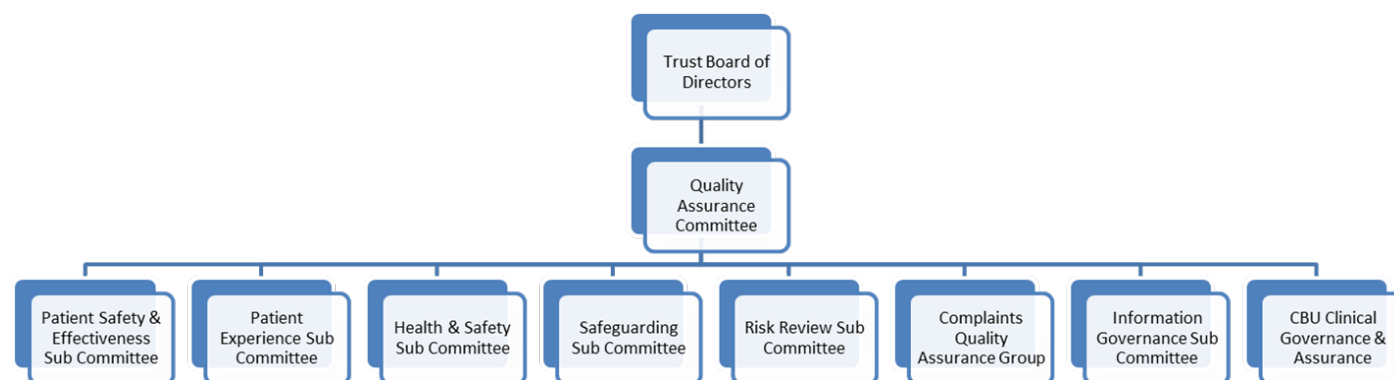 Trust Board of
Directors
Quality
Assurance
Committee
Patient Safety &
Effectiveness
Sub Committee
Patient
Experience Sub
Committee
Health & Safety
Sub Committee
Safeguarding
Sub Committee
Risk Review Sub
Committee
Complaints
Quality
Assurance Group
Information
Governance Sub
Committee
CBU Clinical
Governance &
Assurance